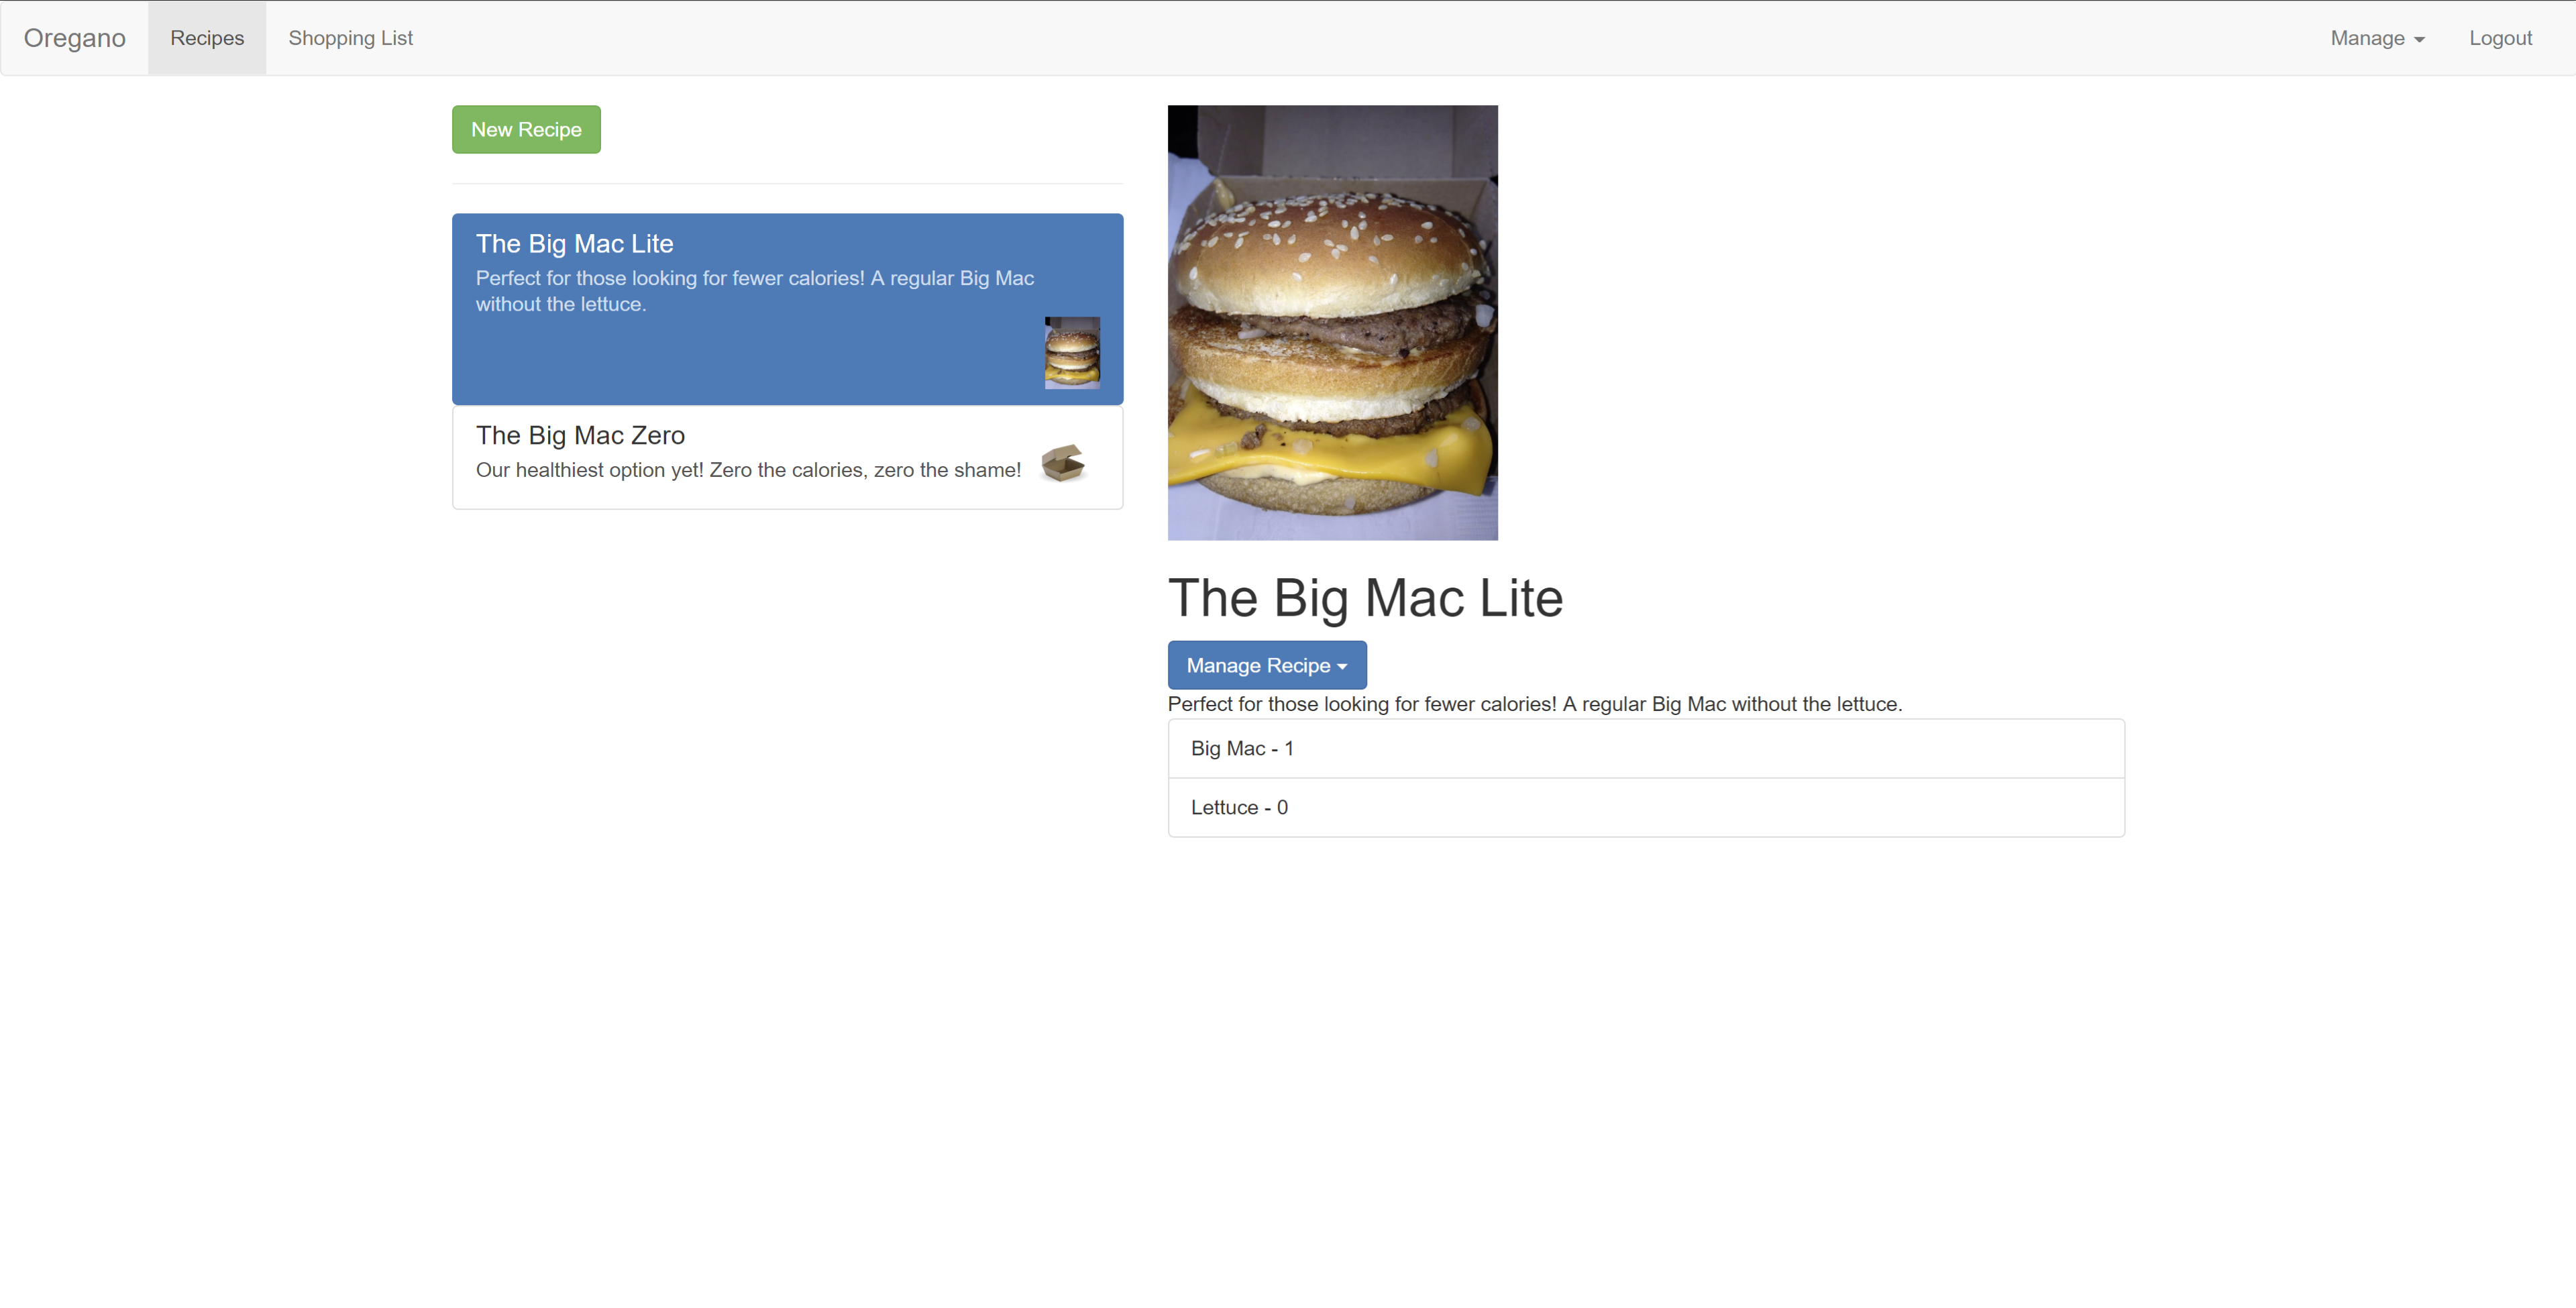 Oregano Recipes Shopping List Manage Logout
New Recipe
The Big Mac Lite
Perfect for those looking for fewer calories! A regular Big Mac
without the lettuce.
The Big Mac Zero
Our healthiest option yet! Zero the calories, zero the shame!
The Big Mac Lite
Manage Recipe
Perfect for those looking for fewer calories! A regular Big Mac without the lettuce.
Big Mac - 1
Lettuce - 0